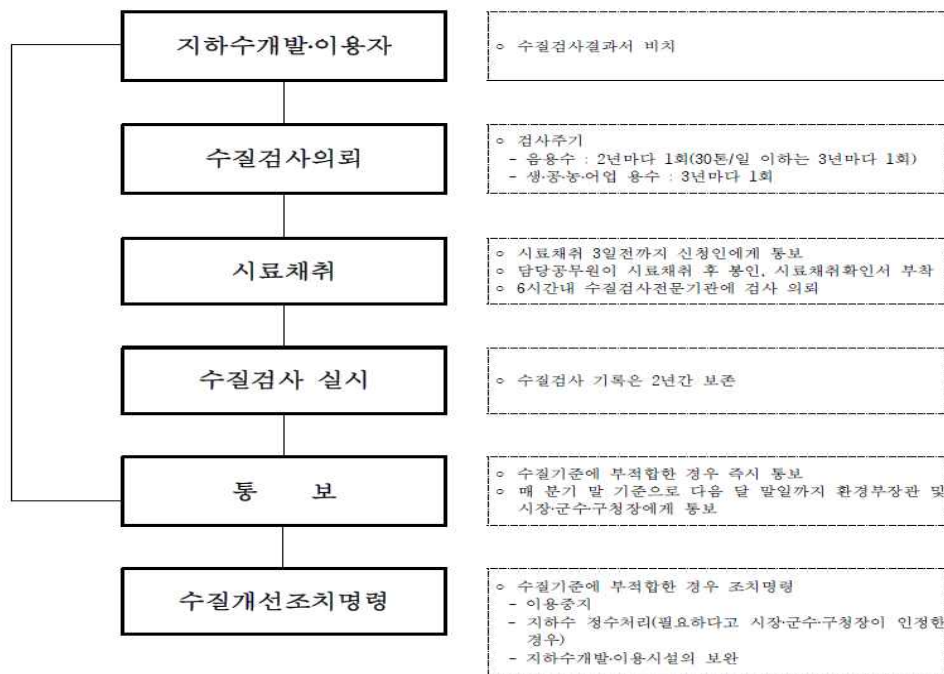 지하수개발·이용자
○ 수질검사결과서 비치
수질검사의뢰
○ 검사주기
- 음용수 : 2년마다 1회(30톤/일 이하는 3년마다 1회)
- 생·공·농·어업 용수 : 3년마다 1회
시료채취
○ 시료채취 3일전까지 신청인에게 통보
○ 담당공무원이 시료채취 후 봉인, 시료채취확인서 부착
○ 6시간내 수질검사전문기관에 검사 의뢰
수질검사 실시
○ 수질검사 기록은 2년간 보존
통 보
○ 수질기준에 부적합한 경우 즉시 통보
○ 매 분기 말 기준으로 다음 달 말일까지 환경부장관 및
시장·군수·구청장에게 통보
수질개선조치명령
○ 수질기준에 부적합한 경우 조치명령
- 이용중지
- 지하수 정수처리(필요하다고 시장·군수·구청장이 인정한
경우)
- 지하수개발·이용시설의 보완